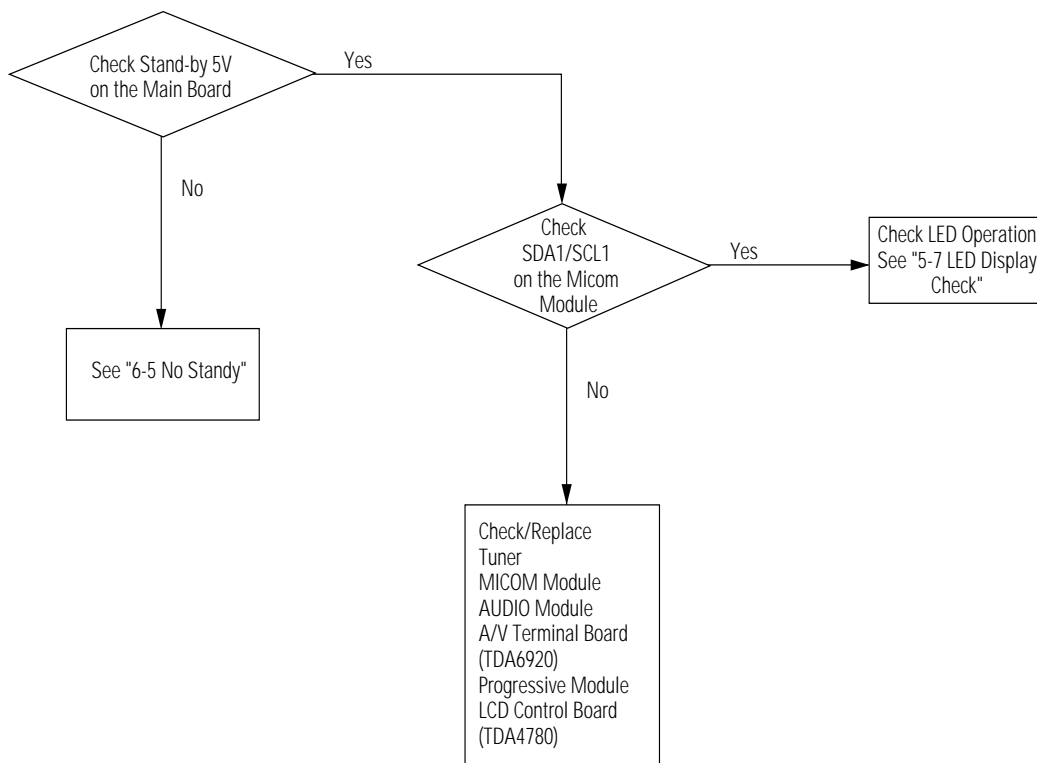 Check Stand-by 5V
on the Main Board
Yes
No
See "6-5 No Standy"
Check
SDA1/SCL1
on the Micom
Module
Yes
Check LED Operation
See "5-7 LED Display
Check"
No
Check/Replace
Tuner
MICOM Module
AUDIO Module
A/V Terminal Board
(TDA6920)
Progressive Module
LCD Control Board
(TDA4780)